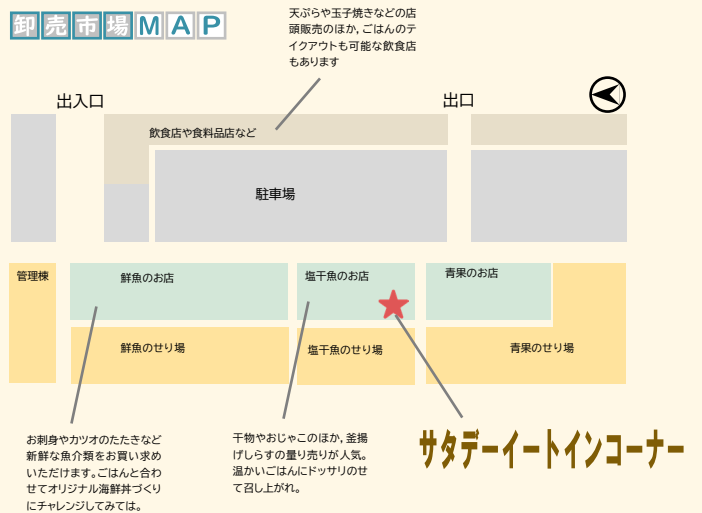 卸売市場MAP
天ぷらや玉子焼きなどの店
頭販売のほか,ごはんのテ
イクアウトも可能な飲食店
もあります
出入口
出口
飲食店や食料品店など
駐車場
管理棟
鮮魚のお店
塩干魚のお店
青果のお店
鮮魚のせり場
塩干魚のせり場
青果のせり場
お刺身やカツオのたたきなど
新鮮な魚介類をお買い求め
いただけます。ごはんと合わ
せてオリジナル海鮮丼づくり
にチャレンジしてみては。
干物やおじゃこのほか,釜揚
げしらすの量り売りが人気。
温かいごはんにドッサリのせ
て召し上がれ。
サタデーイートインコーナー